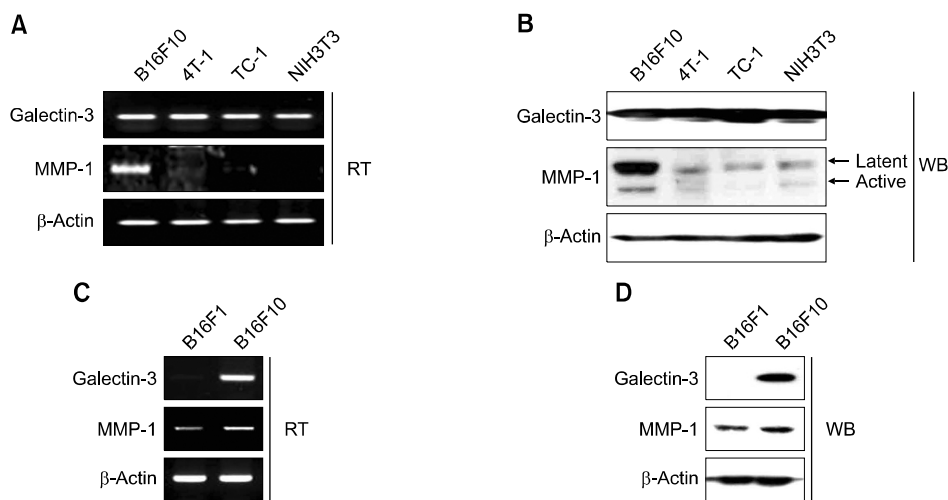 A
B16F10 4T-1 TC-1 NIH3T3
Galectin-3
MMP-1
β-Actin
RT
B
B16F10 4T-1 TC-1 NIH3T3
Galectin-3
MMP-1
Latent
Active
β-Actin
WB
C
B16F1 B16F10
Galectin-3
MMP-1
β-Actin
RT
D
B16F1 B16F10
Galectin-3
MMP-1
β-Actin
WB